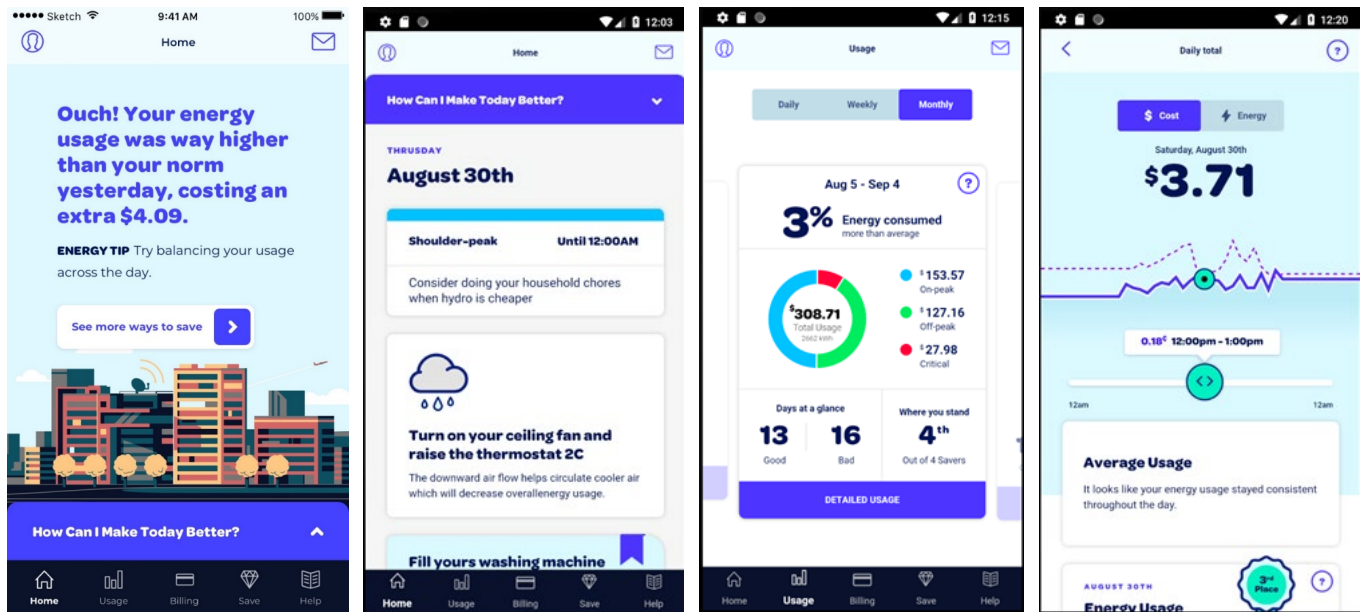 Sketch 9:41 AM 100%
Home
Ouch! Your energy
usage was way higher
than your norm
yesterday, costing an
extra $4.09.
ENERGY TIP Try balancing your usage
across the day.
See more ways to save
How Can I Make Today Better?
Home Usage Billing Save Help
12:03
Home
How Can I Make Today Better?
THRUSDAY
August 30th
Shoulder-peak Until 12:00AM
Consider doing your household chores
when hydro is cheaper
Turn on your ceiling fan and
raise the thermostat 2C
The downward air flow helps circulate cooler air
which will decrease overallenergy usage.
Fill yours washing machine
Home Usage Billing Save Help
12:15
Usage
Daily Weekly Monthly
Aug 5 - Sep 4 ?
3% Energy consumed
more than average
$308.71
Total Usage
2662 kWh
$153.57
On-peak
$127.16
Off-peak
$27.98
Critical
Days at a glance
13 16
Good Bad
Where you stand
4th
Out of 4 Savers
DETAILED USAGE
Home Usage Billing Save Help
12:20
Daily total ?
$ Cost Energy
Saturday, August 30th
$3.71
0.18¢ 12:00pm - 1:00pm
12am 12am
Average Usage
It looks like your energy usage stayed consistent
throughout the day.
AUGUST 30TH
3rd
Place
?
Energy Usage